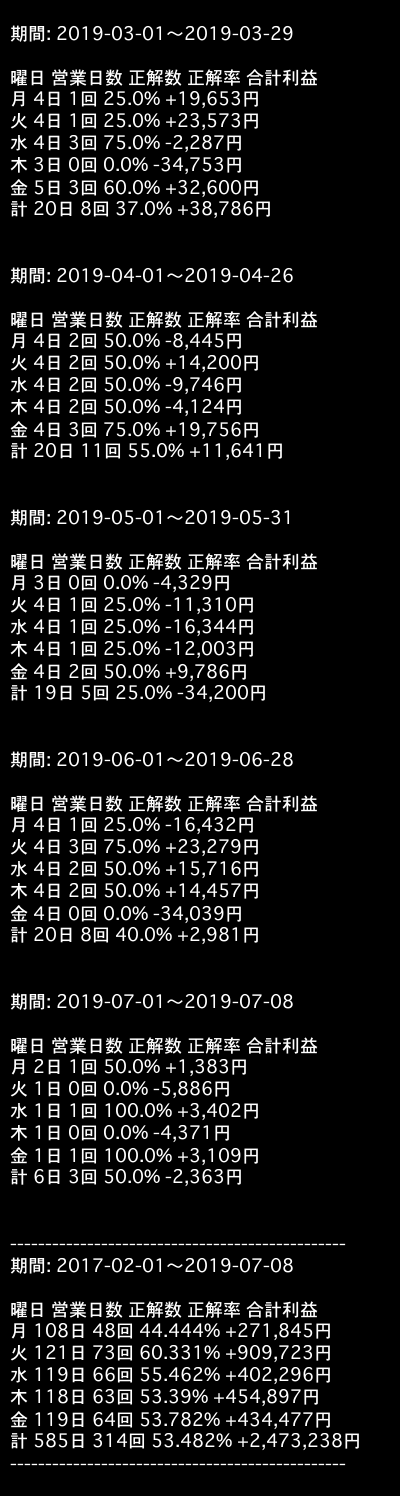 期間: 2019-03-01～2019-03-29
曜日 営業日数 正解数 正解率 合計利益
月 4日 1回 25.0% +19,653円
火 4日 1回 25.0% +23,573円
水 4日 3回 75.0% -2,287円
木 3日 0回 0.0% -34,753円
金 5日 3回 60.0% +32,600円
計 20日 8回 37.0% +38,786円
期間: 2019-04-01～2019-04-26
曜日 営業日数 正解数 正解率 合計利益
月 4日 2回 50.0% -8,445円
火 4日 2回 50.0% +14,200円
水 4日 2回 50.0% -9,746円
木 4日 2回 50.0% -4,124円
金 4日 3回 75.0% +19,756円
計 20日 11回 55.0% +11,641円
期間: 2019-05-01～2019-05-31
曜日 営業日数 正解数 正解率 合計利益
月 3日 0回 0.0% -4,329円
火 4日 1回 25.0% -11,310円
水 4日 1回 25.0% -16,344円
木 4日 1回 25.0% -12,003円
金 4日 2回 50.0% +9,786円
計 19日 5回 25.0% -34,200円
期間: 2019-06-01～2019-06-28
曜日 営業日数 正解数 正解率 合計利益
月 4日 1回 25.0% -16,432円
火 4日 3回 75.0% +23,279円
水 4日 2回 50.0% +15,716円
木 4日 2回 50.0% +14,457円
金 4日 0回 0.0% -34,039円
計 20日 8回 40.0% +2,981円
期間: 2019-07-01～2019-07-08
曜日 営業日数 正解数 正解率 合計利益
月 2日 1回 50.0% +1,383円
火 1日 0回 0.0% -5,886円
水 1日 1回 100.0% +3,402円
木 1日 0回 0.0% -4,371円
金 1日 1回 100.0% +3,109円
計 6日 3回 50.0% -2,363円
------------------------------------------------
期間: 2017-02-01～2019-07-08
曜日 営業日数 正解数 正解率 合計利益
月 108日 48回 44.444% +271,845円
火 121日 73回 60.331% +909,723円
水 119日 66回 55.462% +402,296円
木 118日 63回 53.39% +454,897円
金 119日 64回 53.782% +434,477円
計 585日 314回 53.482% +2,473,238円
------------------------------------------------